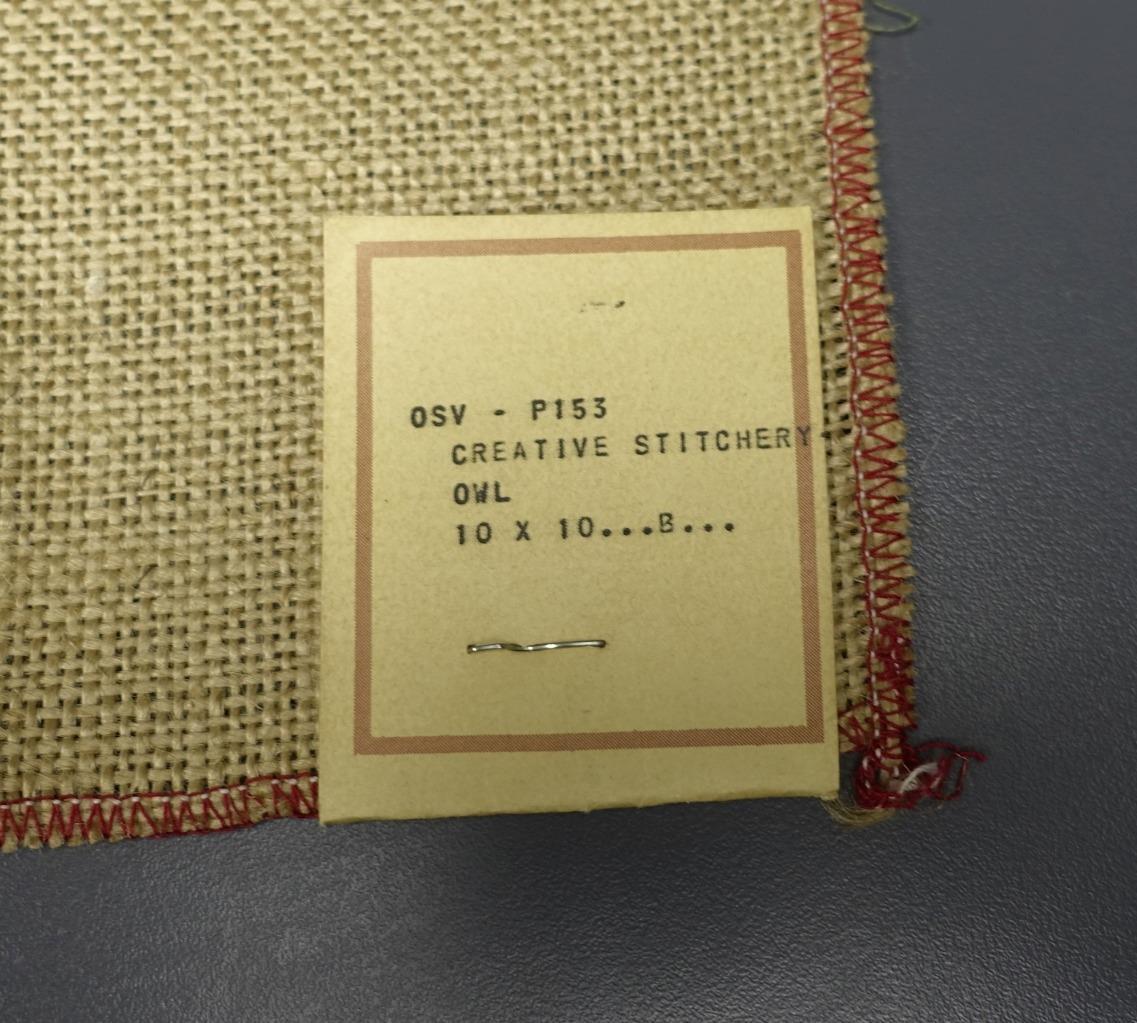 OSV - P153
CREATIVE STITCHERY-
OWL
10 X 10...B...